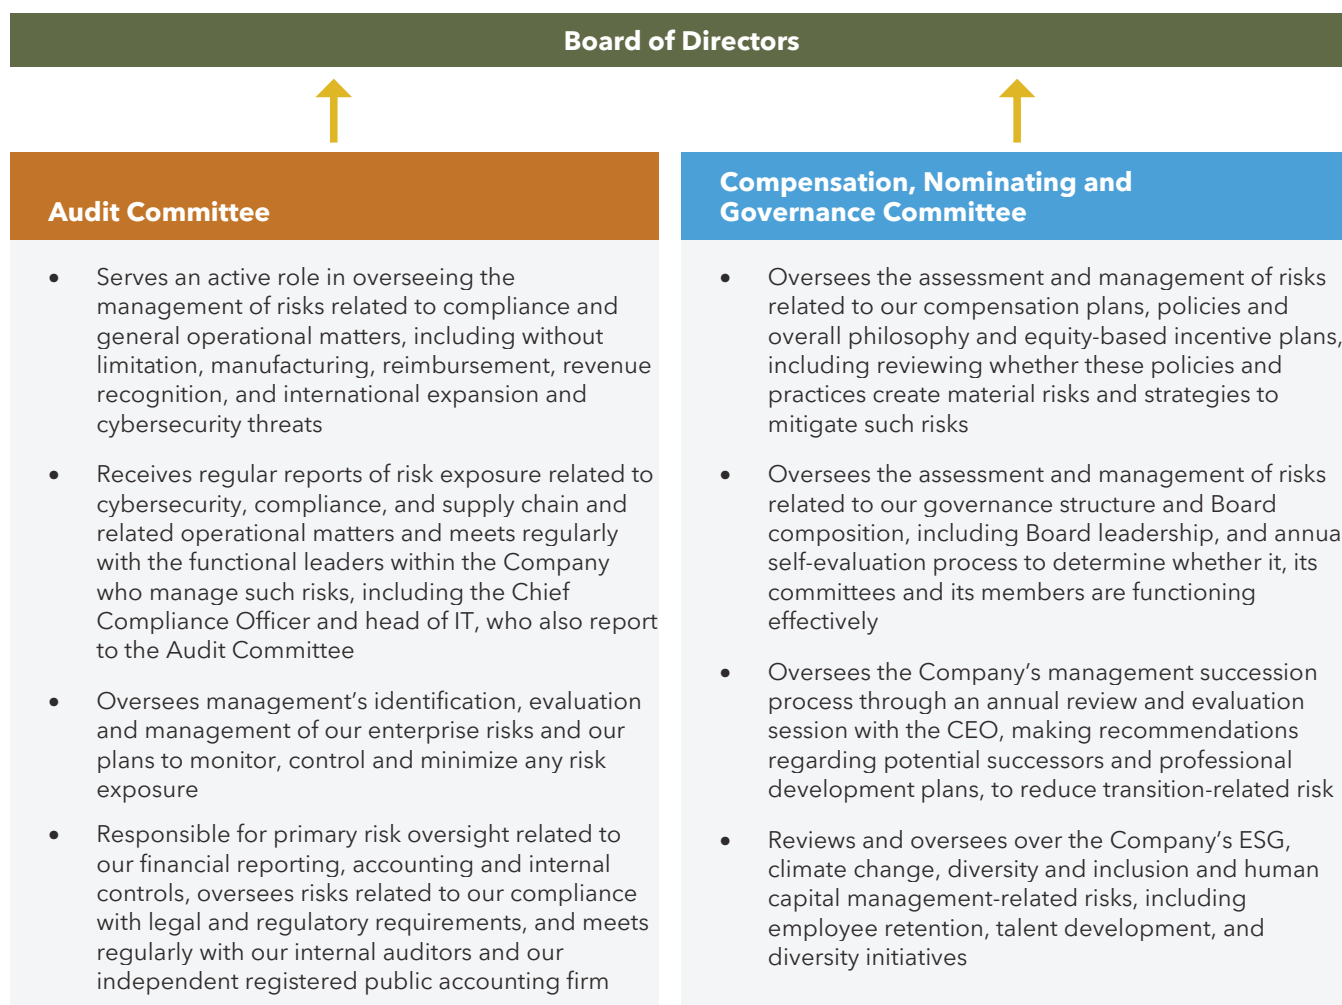 Board of Directors
Audit Committee
• Serves an active role in overseeing the
management of risks related to compliance and
general operational matters, including without
limitation, manufacturing, reimbursement, revenue
recognition, and international expansion and
cybersecurity threats
• Receives regular reports of risk exposure related to
cybersecurity, compliance, and supply chain and
related operational matters and meets regularly
with the functional leaders within the Company
who manage such risks, including the Chief
Compliance Officer and head of IT, who also report
to the Audit Committee
• Oversees management’s identification, evaluation
and management of our enterprise risks and our
plans to monitor, control and minimize any risk
exposure
• Responsible for primary risk oversight related to
our financial reporting, accounting and internal
controls, oversees risks related to our compliance
with legal and regulatory requirements, and meets
regularly with our internal auditors and our
independent registered public accounting firm
Compensation, Nominating and
Governance Committee
• Oversees the assessment and management of risks
related to our compensation plans, policies and
overall philosophy and equity-based incentive plans,
including reviewing whether these policies and
practices create material risks and strategies to
mitigate such risks
• Oversees the assessment and management of risks
related to our governance structure and Board
composition, including Board leadership, and annua
self-evaluation process to determine whether it, its
committees and its members are functioning
effectively
• Oversees the Company’s management succession
process through an annual review and evaluation
session with the CEO, making recommendations
regarding potential successors and professional
development plans, to reduce transition-related risk
• Reviews and oversees over the Company’s ESG,
climate change, diversity and inclusion and human
capital management-related risks, including
employee retention, talent development, and
diversity initiatives